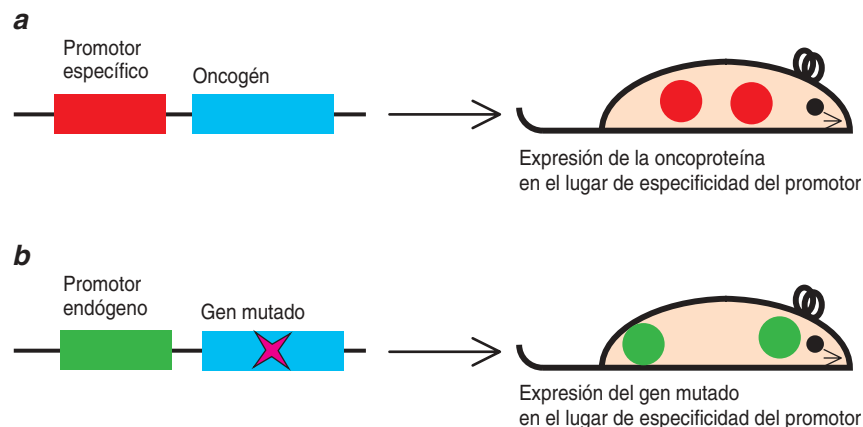 a
Promotor
específico
Oncogén
Expresión de la oncoproteína
en el lugar de especificidad del promotor
b
Promotor
endógeno
Gen mutado
Expresión del gen mutado
en el lugar de especificidad del promotor